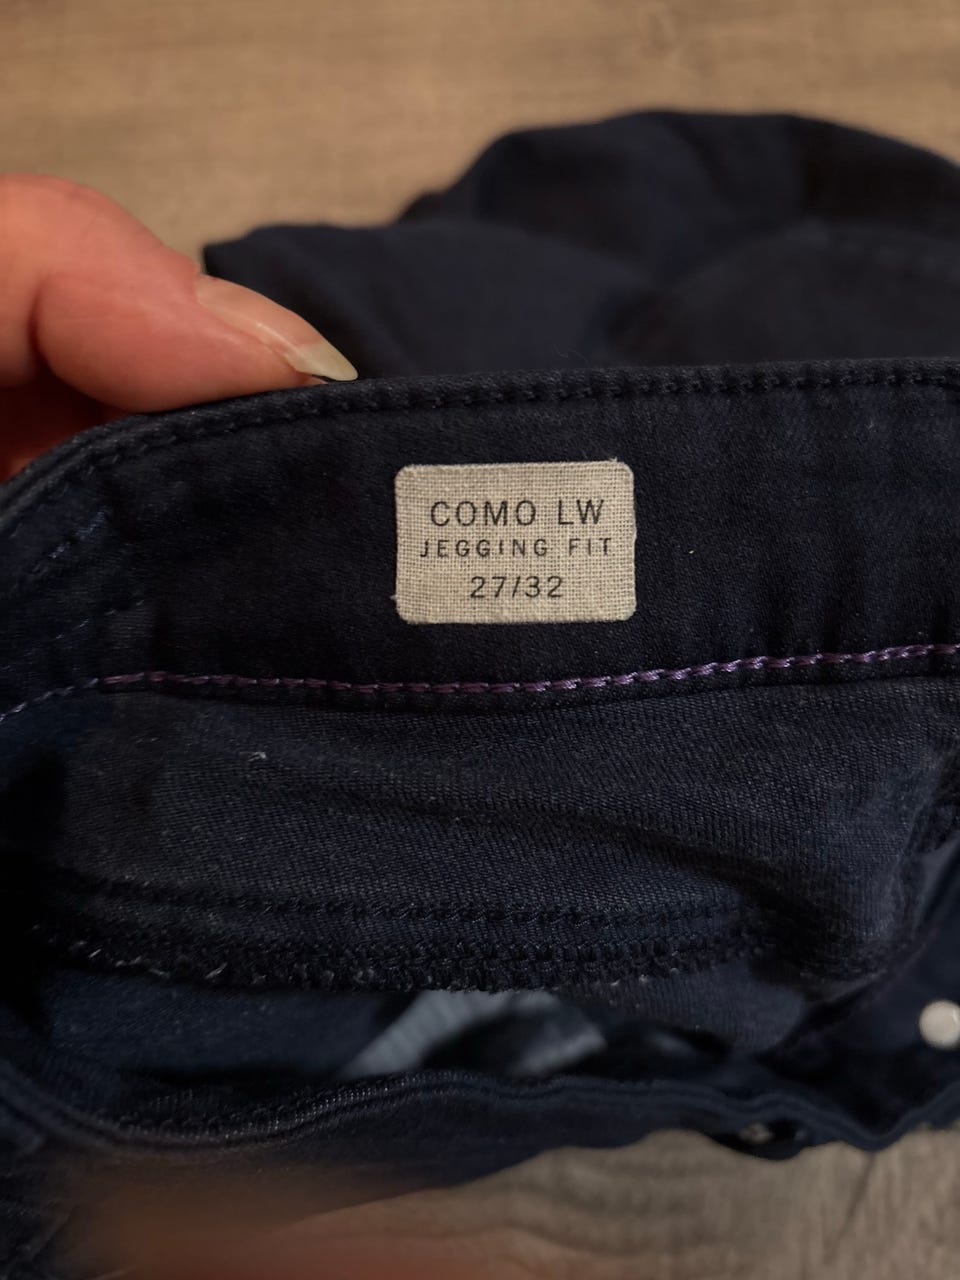 COMO LW
JEGGING FIT
27/32